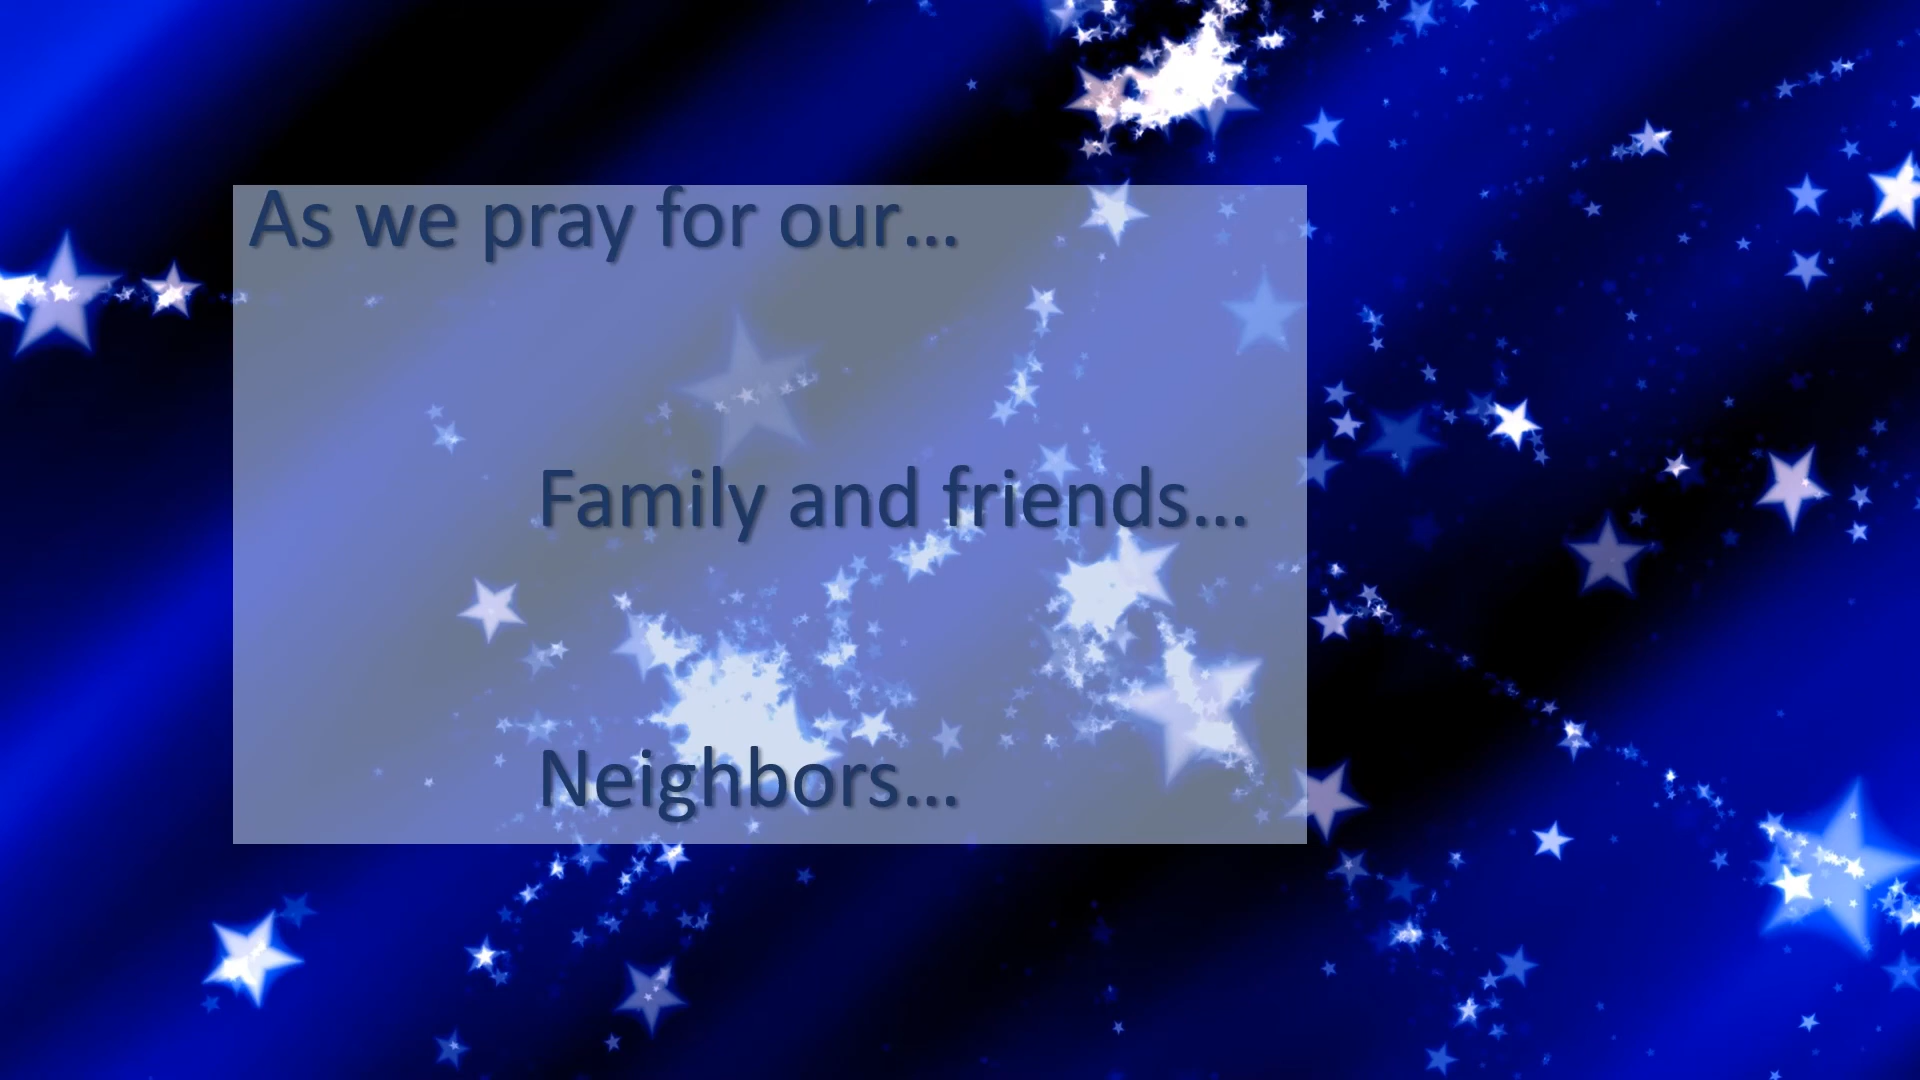 As we pray for our…
Family and friends…
Neighbors…